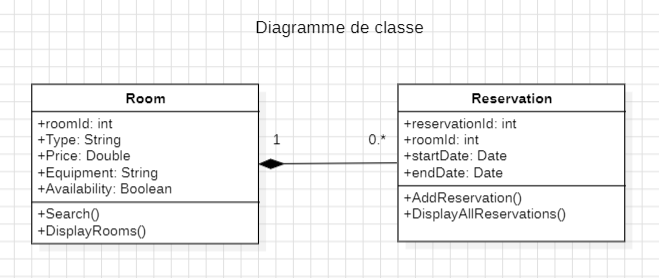 Diagramme de classe
Room
+roomId: int
+Type: String
+Price: Double
+Equipment: String
+Availability: Boolean
+Search()
+DisplayRooms()
1
0.*
Reservation
+reservationId: int
+roomId: int
+startDate: Date
+endDate: Date
+AddReservation()
+DisplayAllReservations()